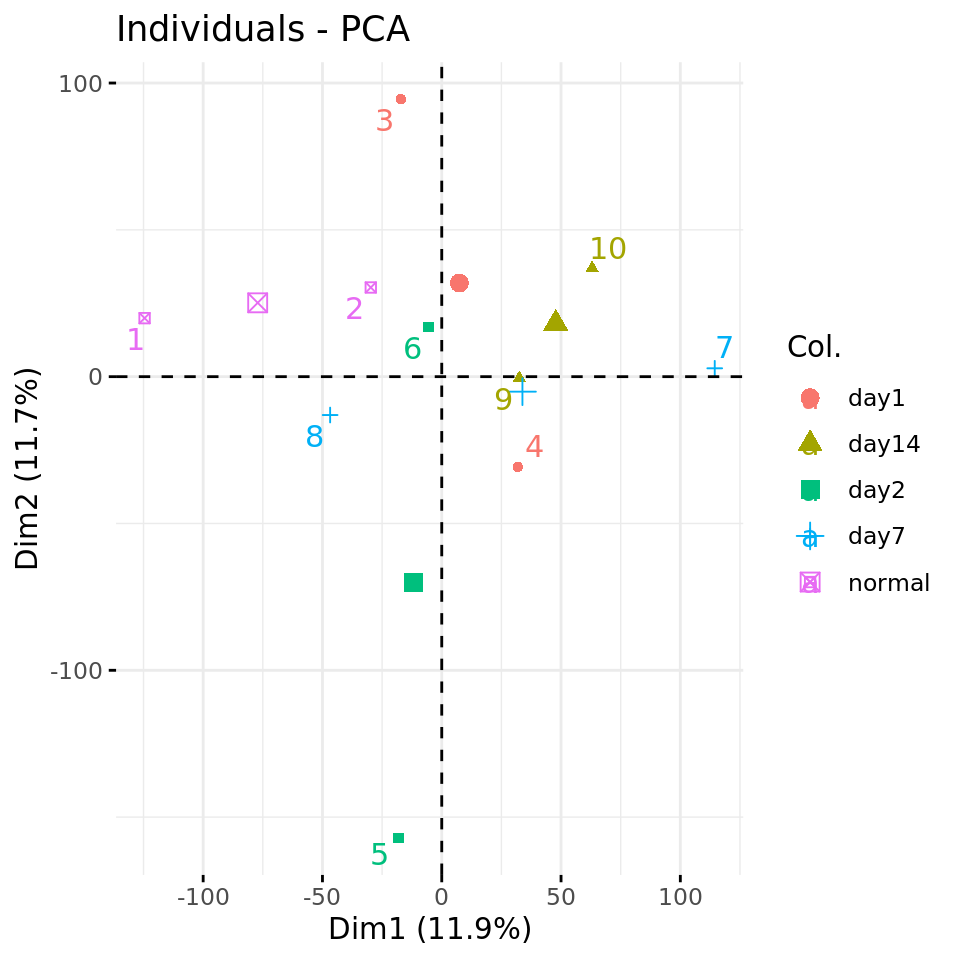 Individuals - PCA
100
3
10
2
1
6
7
0
9
8
4
Col.
day1
day14
day2
day7
normal
-100
5
-100
-50
0
50
100
Dim1 (11.9%)
Dim2 (11.7%)
a
a
a
a
a